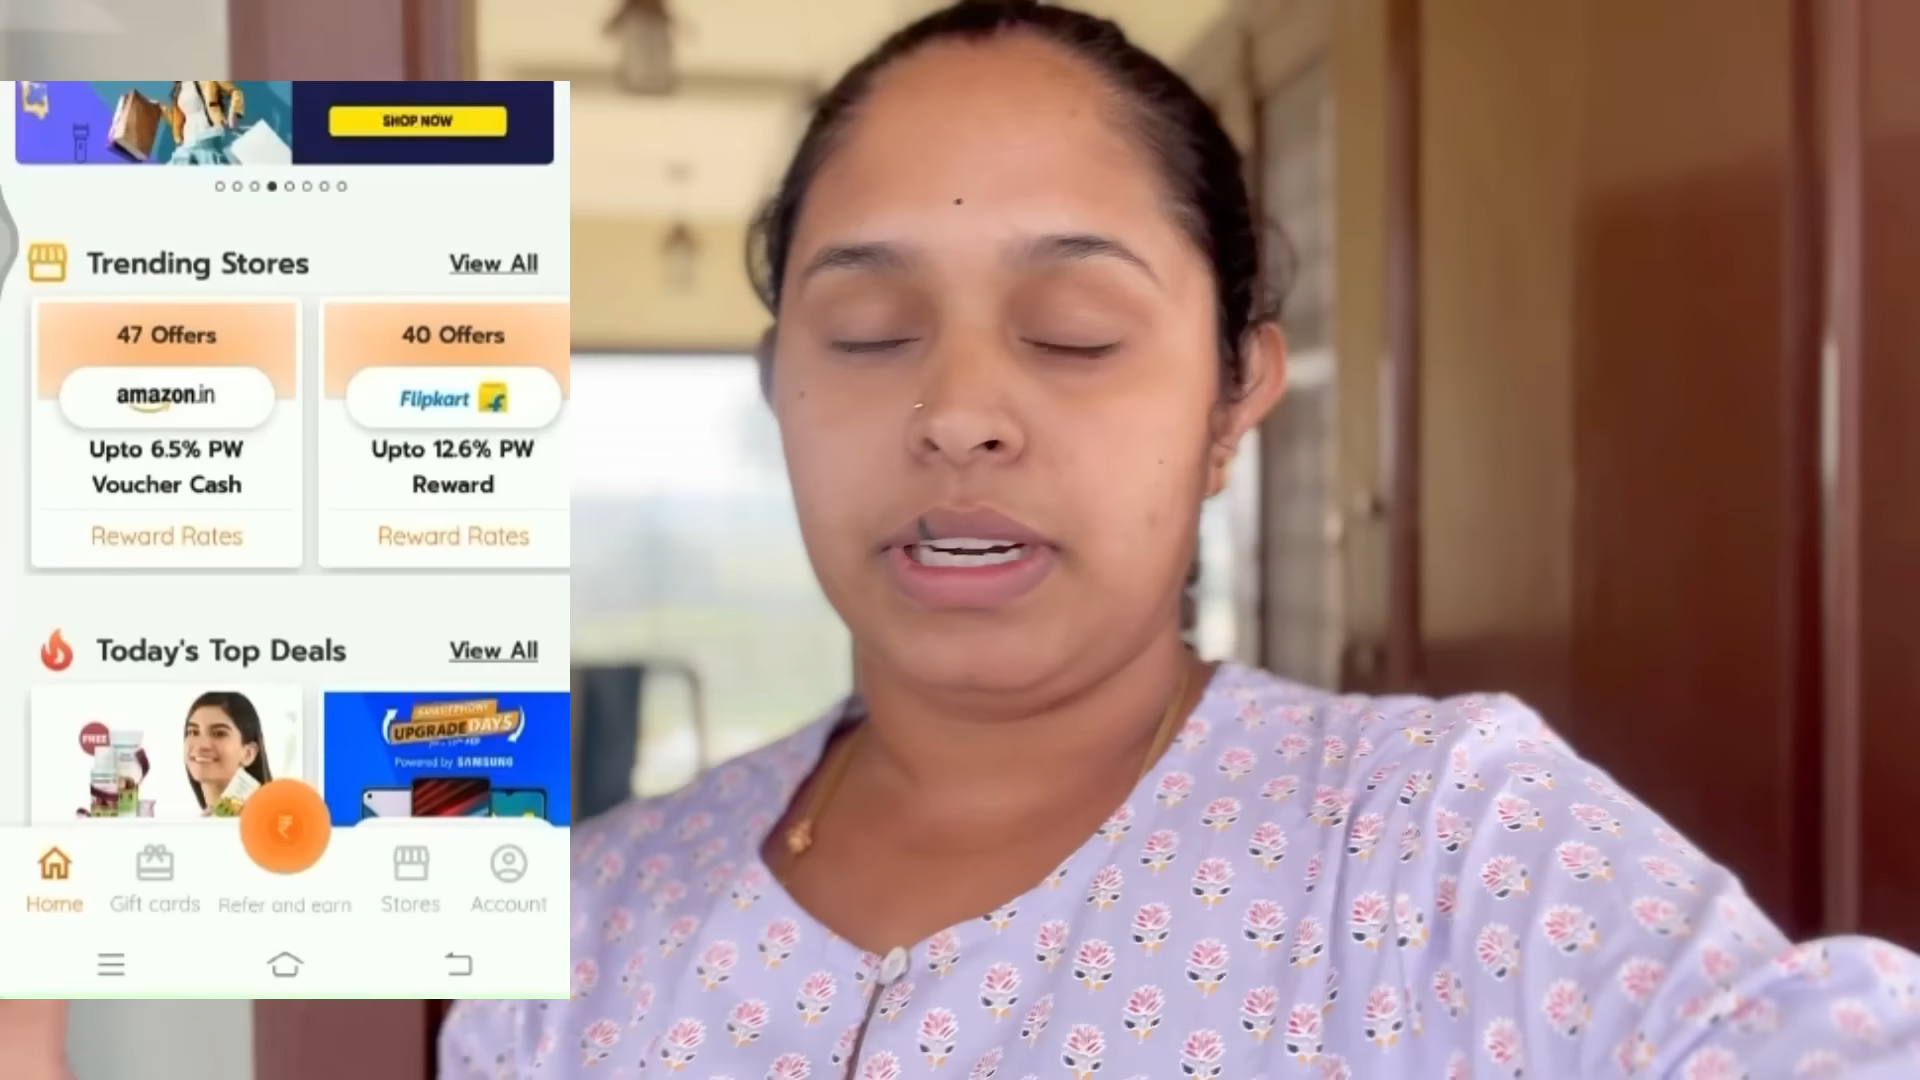 SHOP NOW
Trending Stores
View All
47 Offers
40 Offers
amazon.in
Flipkart
Upto 6.5% PW
Voucher Cash
Upto 12.6% PW
Reward
Reward Rates
Reward Rates
Today's Top Deals
View All
FREE
UPGRADE DAYS
Powered by SAMSUNG
₹
Home
Gift cards
Refer and earn
Stores
Account